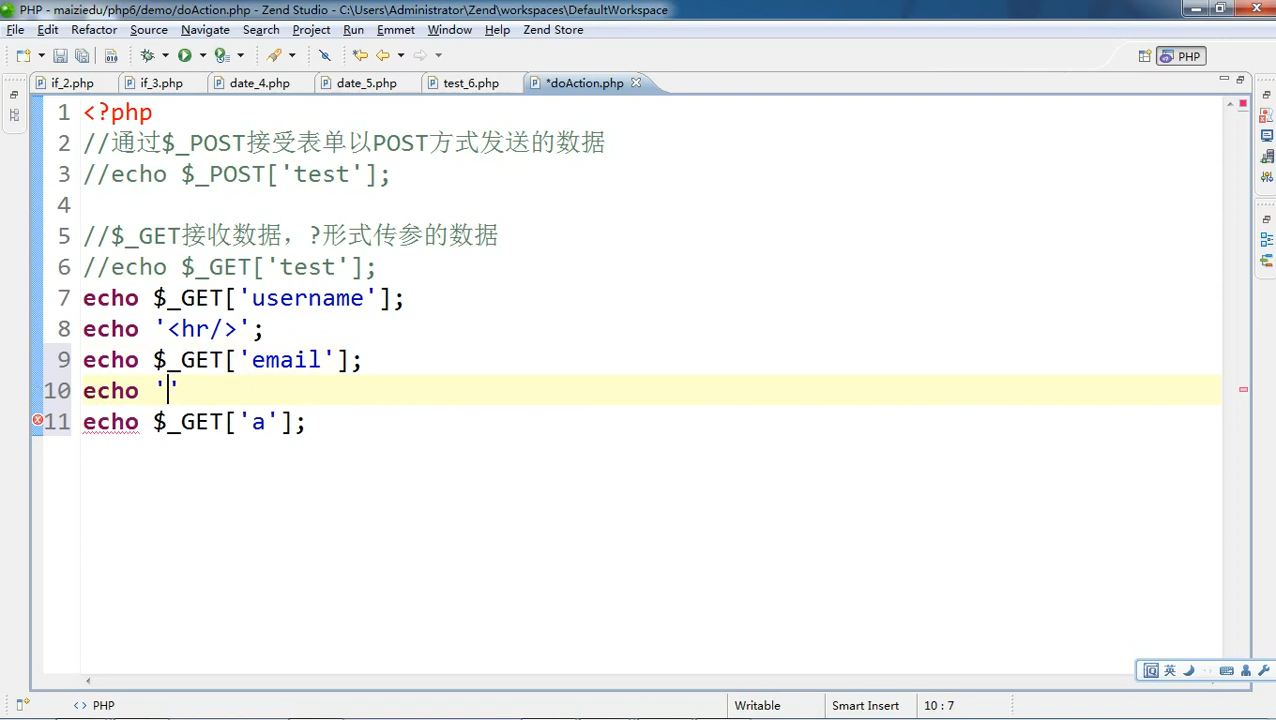 PHP - maiziedu/php6/demo/doAction.php - Zend Studio - C:\Users\Administrator\Zend\workspaces\DefaultWorkspace
File Edit Refactor Source Navigate Search Project Run Emmet Window Help Zend Store
PHP
if_2.php if_3.php date_4.php date_5.php test_6.php *doAction.php
1 <?php
2 //通过$_POST接受表单以POST方式发送的数据
3 //echo $_POST['test'];
4
5 //$_GET接收数据，?形式传参的数据
6 //echo $_GET['test'];
7 echo $_GET['username'];
8 echo '<hr/>';
9 echo $_GET['email'];
10 echo ''
11 echo $_GET['a'];
英
<> PHP Writable Smart Insert 10 : 7